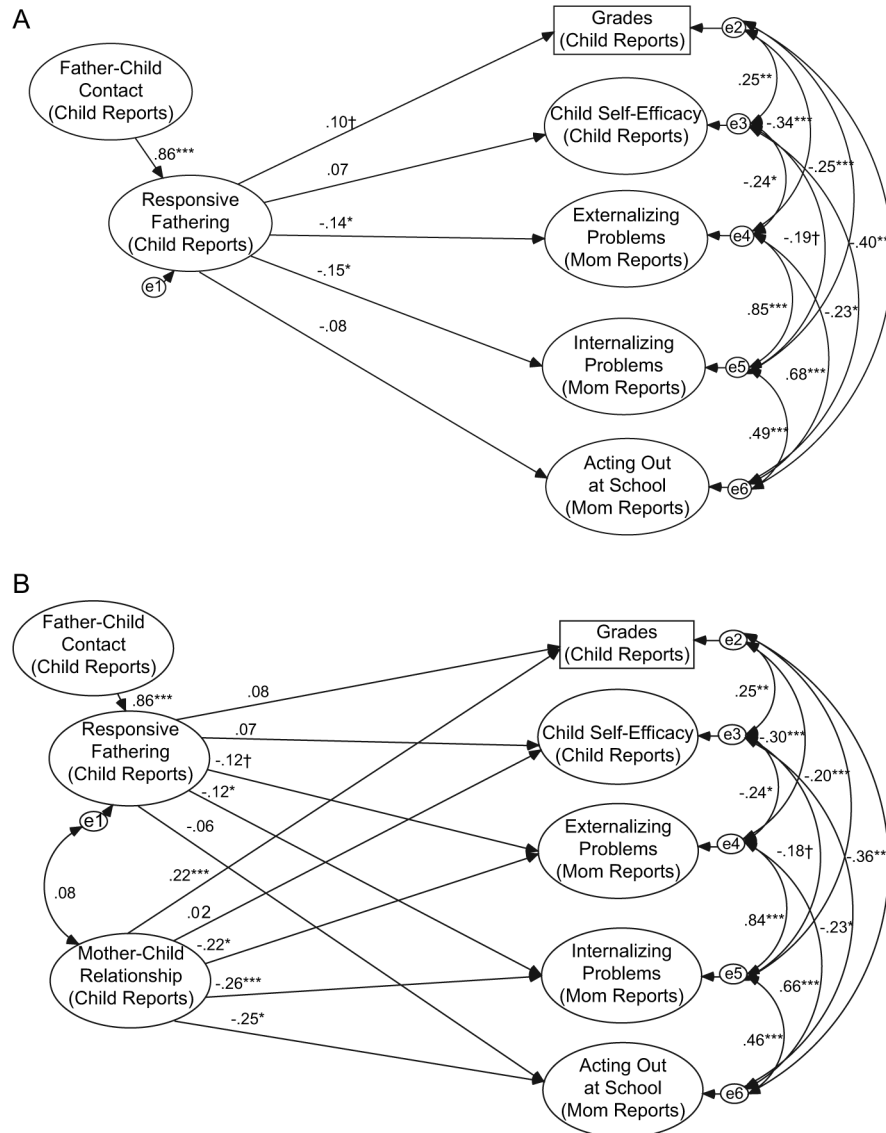 A
Grades
(Child Reports)
e2
Father-Child
Contact
(Child Reports)
.25**
.86***
.10†
Child Self-Efficacy
(Child Reports)
e3
-.34***
.07
-.25***
-.24*
Responsive
Fathering
(Child Reports)
-.14*
Externalizing
Problems
(Mom Reports)
e4
-.19†
-.40**
-.15*
e1
.85***
-.23*
-.08
Internalizing
Problems
(Mom Reports)
e5
.68***
.49***
Acting Out
at School
(Mom Reports)
e6
B
Father-Child
Contact
(Child Reports)
Grades
(Child Reports)
e2
.86***
.08
.25**
Responsive
Fathering
(Child Reports)
.07
Child Self-Efficacy
(Child Reports)
e3
-.30***
-.12†
-.20***
-.12*
-.24*
e1
-.06
Externalizing
Problems
(Mom Reports)
e4
-.18†
-.36**
.08
.22***
.02
.84***
-.23*
-.22*
Mother-Child
Relationship
(Child Reports)
-.26***
Internalizing
Problems
(Mom Reports)
e5
.66***
-.25*
.46***
Acting Out
at School
(Mom Reports)
e6